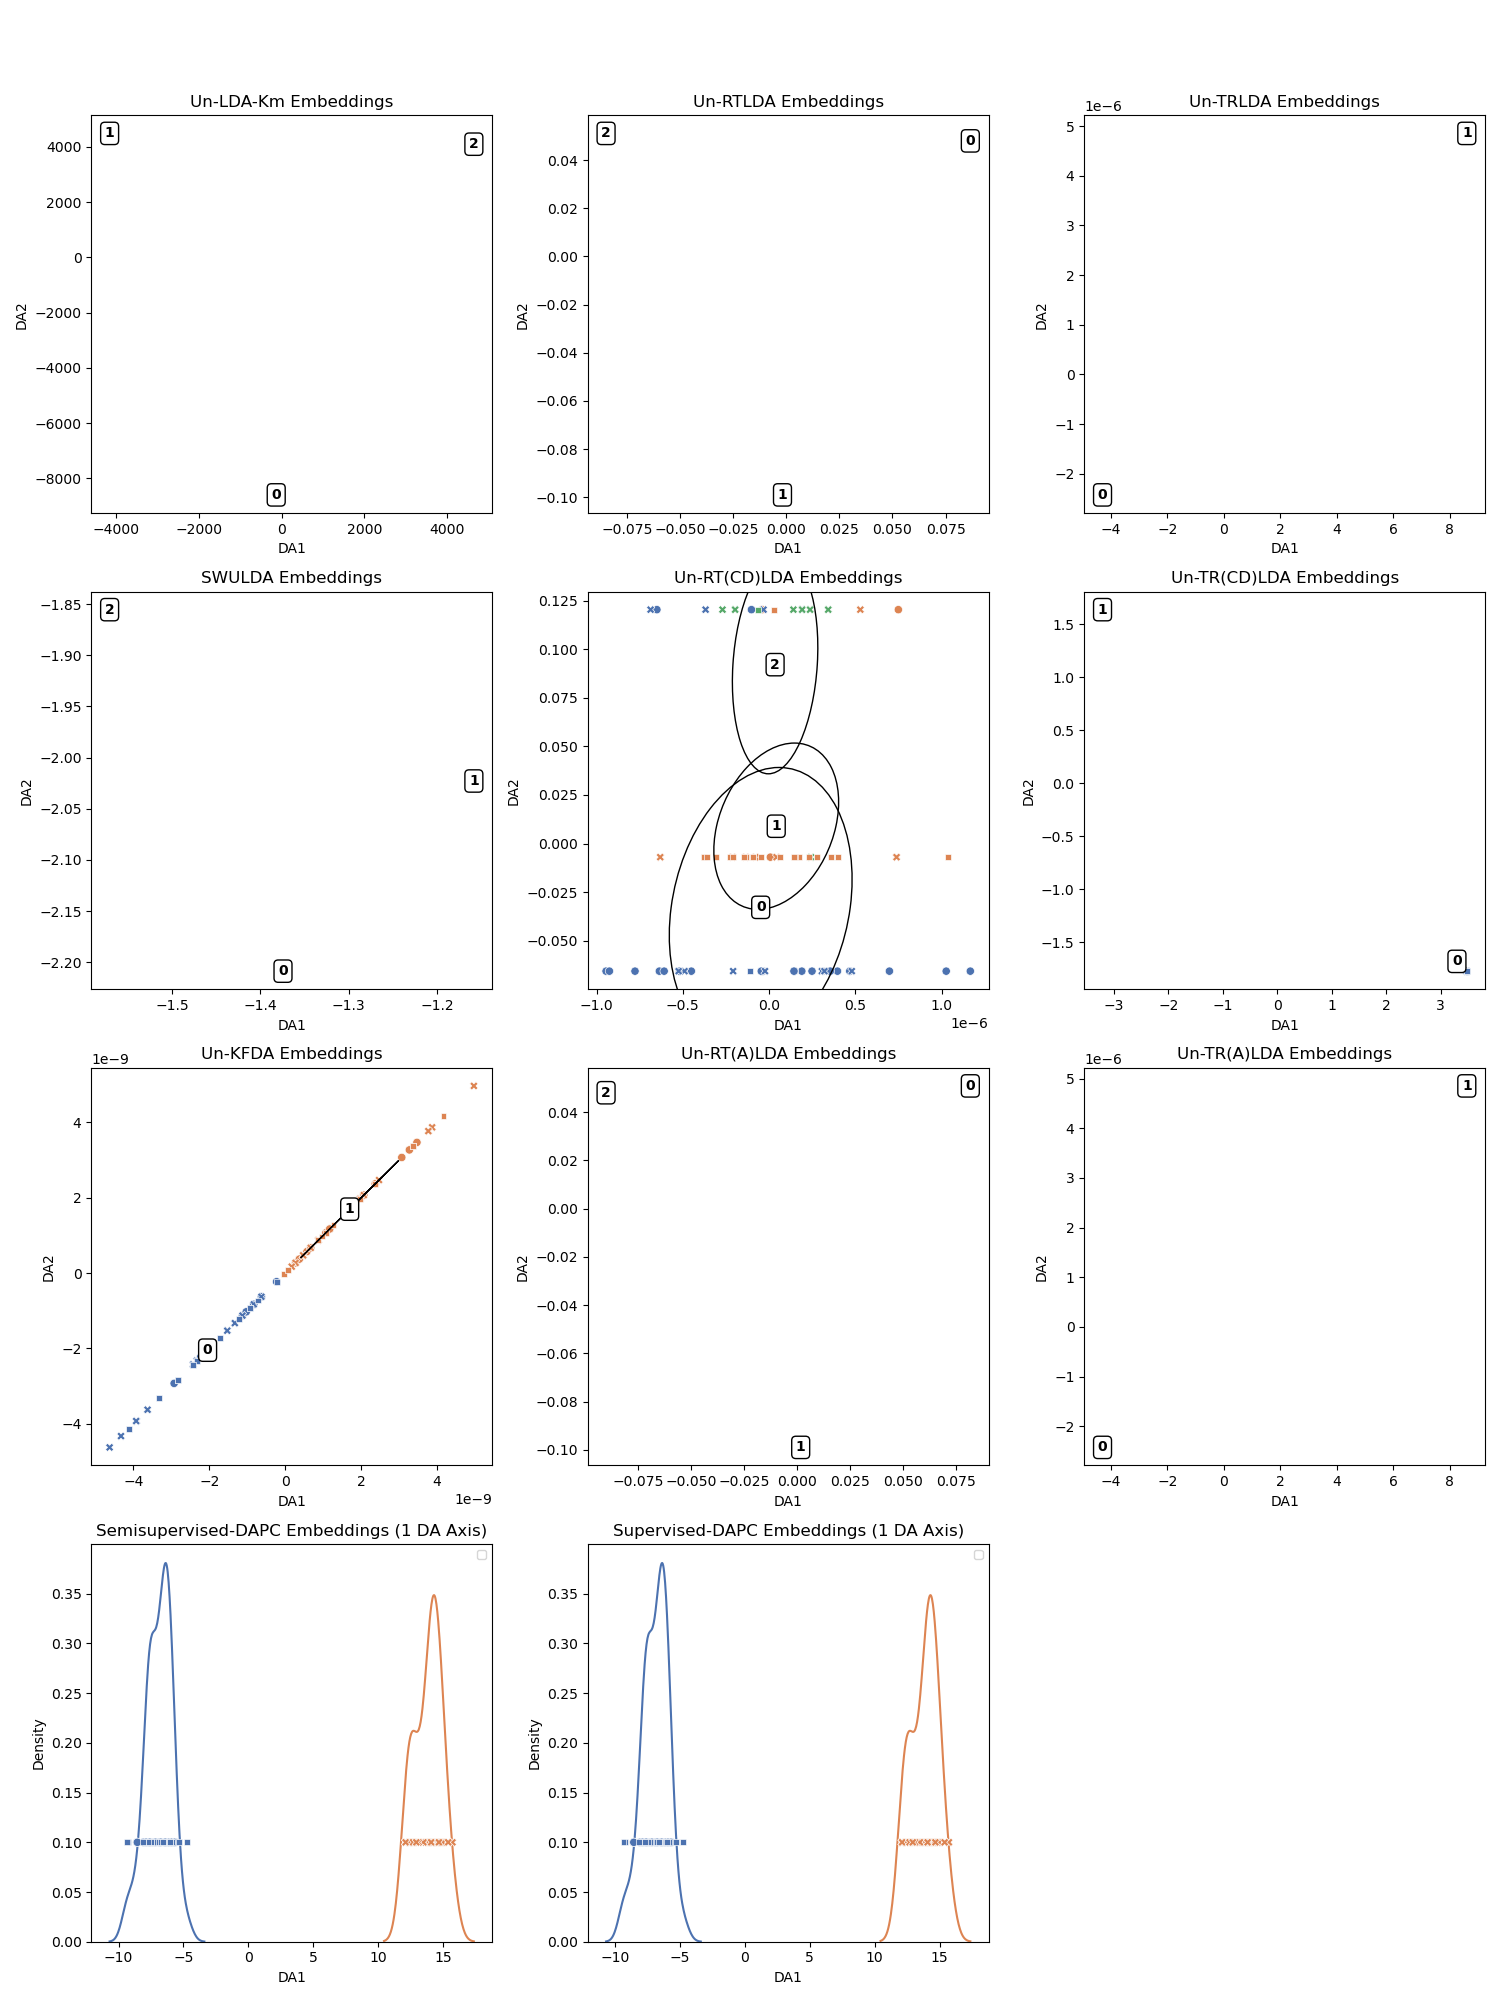 Un-LDA-Km Embeddings
1
2
0
4000
2000
0
−2000
−4000
−6000
−8000
−4000 −2000 0 2000 4000
DA1
DA2
Un-RTLDA Embeddings
2
0
1
0.04
0.02
0.00
−0.02
−0.04
−0.06
−0.08
−0.10
−0.075 −0.050 −0.025 0.000 0.025 0.050 0.075
DA1
DA2
Un-TRLDA Embeddings
1e−6
1
0
5
4
3
2
1
0
−1
−2
−4 −2 0 2 4 6 8
DA1
DA2
SWULDA Embeddings
2
1
0
−1.85
−1.90
−1.95
−2.00
−2.05
−2.10
−2.15
−2.20
−1.5 −1.4 −1.3 −1.2
DA1
DA2
Un-RT(CD)LDA Embeddings
2
1
0
0.125
0.100
0.075
0.050
0.025
0.000
−0.025
−0.050
−1.0 −0.5 0.0 0.5 1.0
1e−6
DA1
DA2
Un-TR(CD)LDA Embeddings
1
0
1.5
1.0
0.5
0.0
−0.5
−1.0
−1.5
−3 −2 −1 0 1 2 3
DA1
DA2
Un-KFDA Embeddings
1e−9
1
0
4
2
0
−2
−4
−4 −2 0 2 4
1e−9
DA1
DA2
Un-RT(A)LDA Embeddings
2
0
1
0.04
0.02
0.00
−0.02
−0.04
−0.06
−0.08
−0.10
−0.075 −0.050 −0.025 0.000 0.025 0.050 0.075
DA1
DA2
Un-TR(A)LDA Embeddings
1e−6
1
0
5
4
3
2
1
0
−1
−2
−4 −2 0 2 4 6 8
DA1
DA2
Semisupervised-DAPC Embeddings (1 DA Axis)
0.35
0.30
0.25
0.20
0.15
0.10
0.05
0.00
−10 −5 0 5 10 15
DA1
Density
Supervised-DAPC Embeddings (1 DA Axis)
0.35
0.30
0.25
0.20
0.15
0.10
0.05
0.00
−10 −5 0 5 10 15
DA1
Density